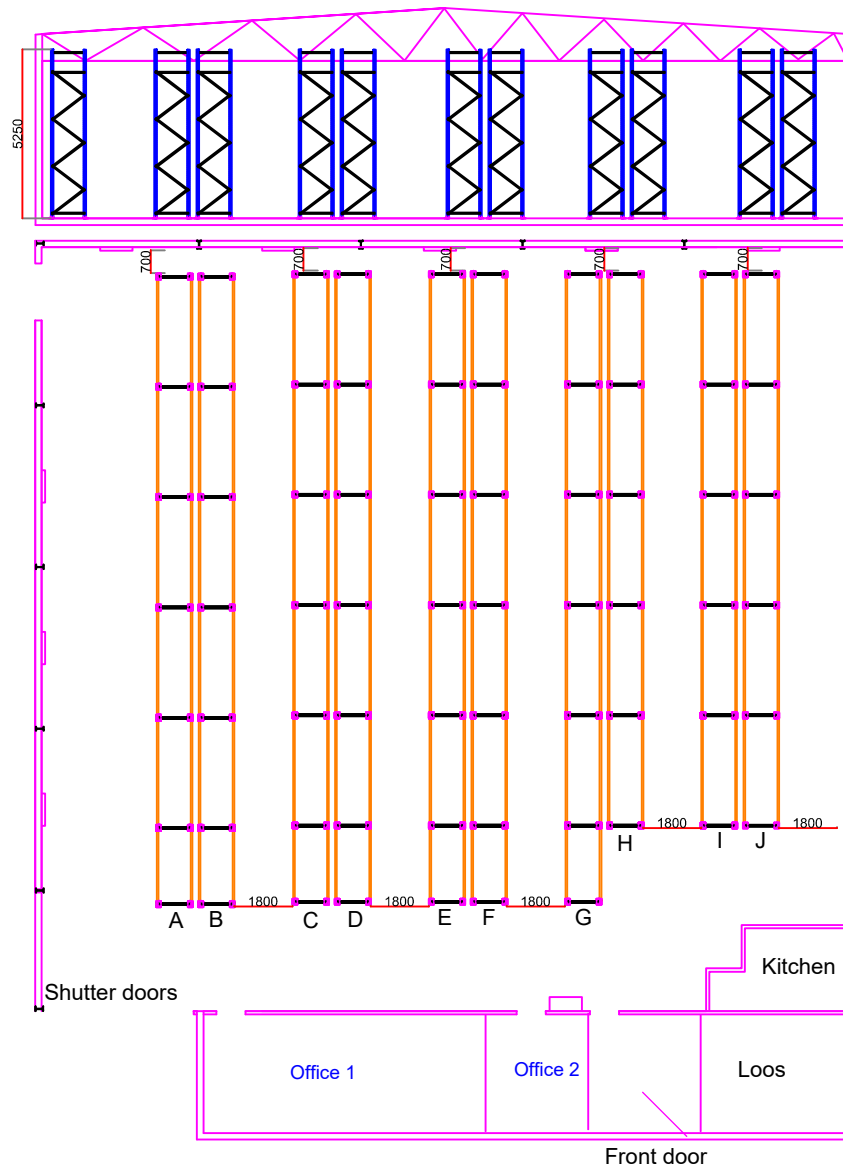 5250
700
700
700
700
700
1800
1800
H
I
J
1800
1800
1800
A
B
C
D
E
F
G
Kitchen
Shutter doors
Office 1
Office 2
Loos
Front door